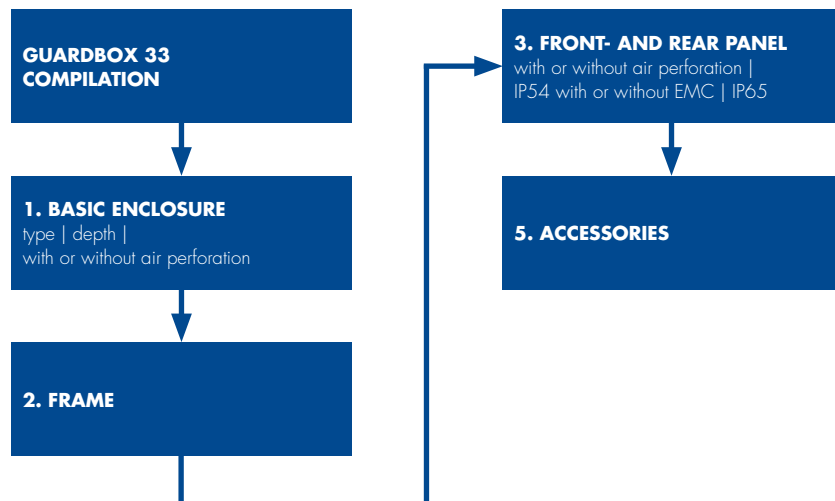 GUARDBOX 33
COMPILATION
1. BASIC ENCLOSURE
type | depth |
with or without air perforation
2. FRAME
3. FRONT- AND REAR PANEL
with or without air perforation |
IP54 with or without EMC | IP65
5. ACCESSORIES